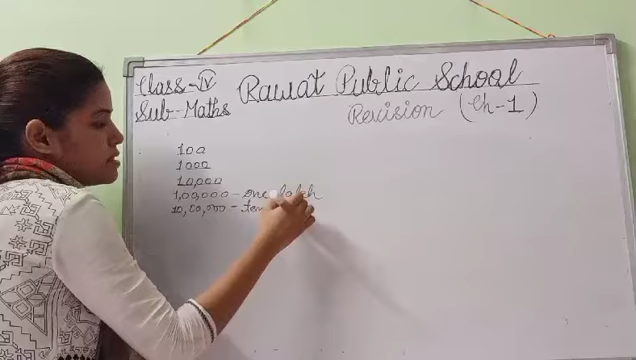 Class-IV
Rawat Public School
Sub-Maths
Revision (Ch-1)
100
1000
10,000
1,00,000 - one lakh
10,00,000 - ten